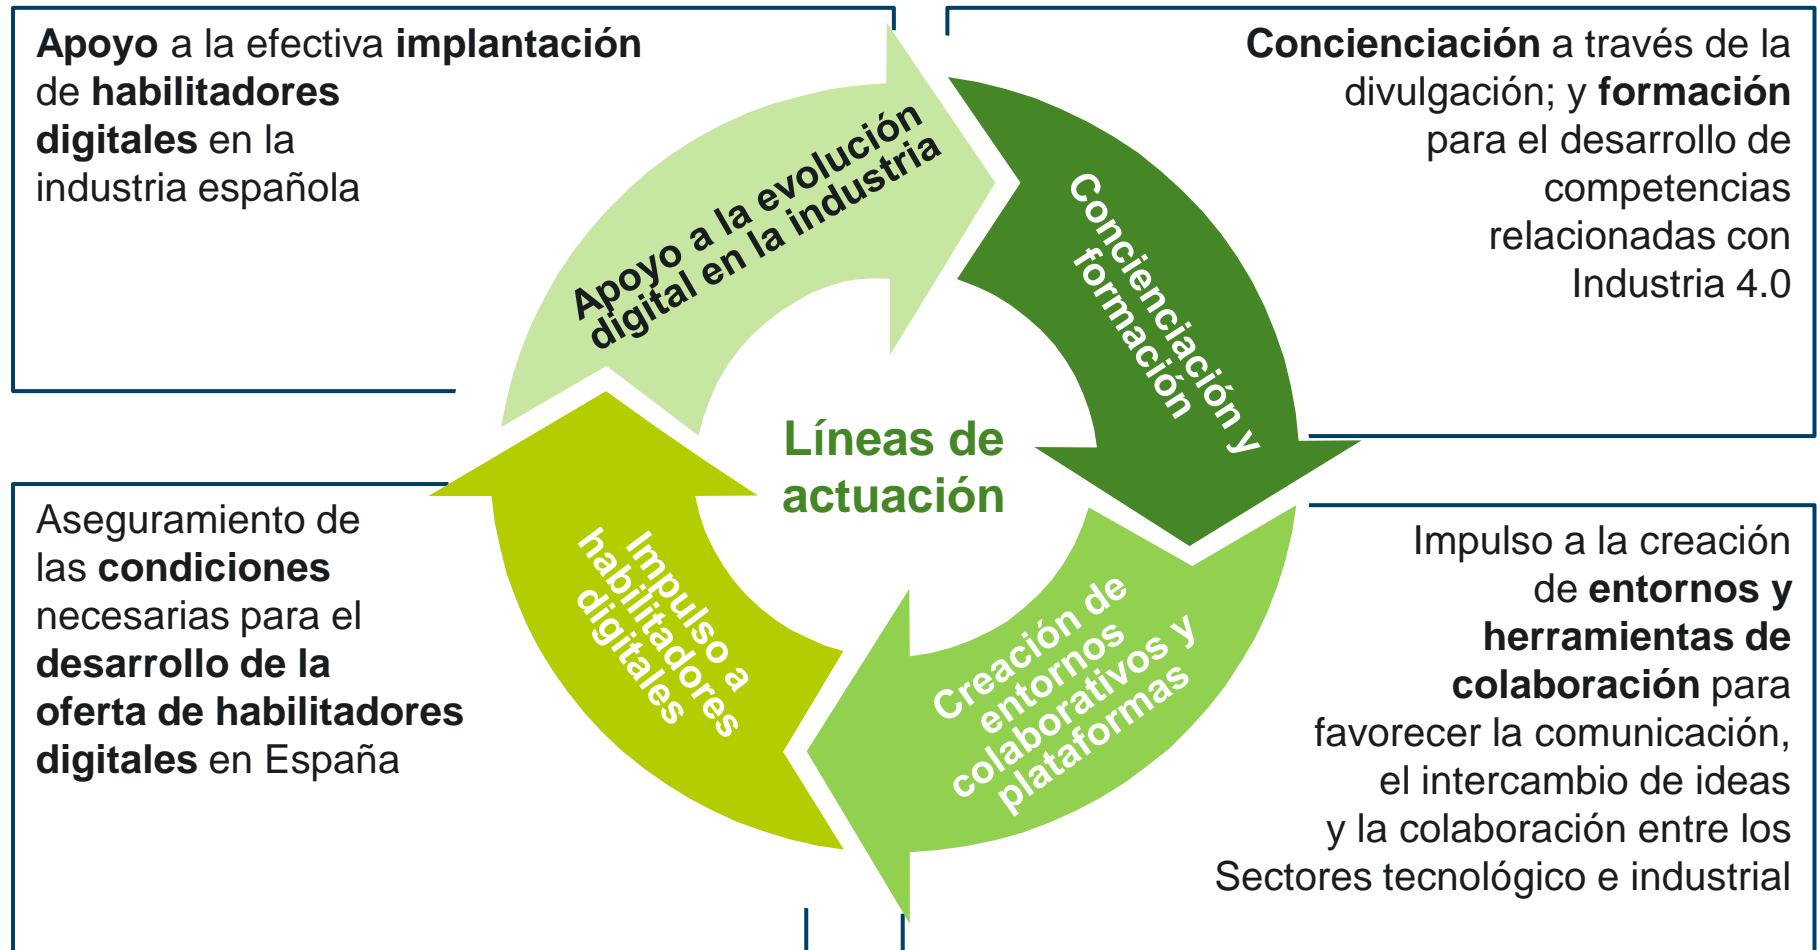 Apoyo a la efectiva implantación
de habilitadores
digitales en la
industria española
Concienciación a través de la
divulgación; y formación
para el desarrollo de
competencias
relacionadas con
Industria 4.0
Apoyo a la evolución
digital en la industria
Concienciación y
formación
Líneas de
actuación
Aseguramiento de
las condiciones
necesarias para el
desarrollo de la
oferta de habilitadores
digitales en España
Impulso a
habilitadores
digitales
Creación de
entornos
colaborativos y
plataformas
Impulso a la creación
de entornos y
herramientas de
colaboración para
favorecer la comunicación,
el intercambio de ideas
y la colaboración entre los
Sectores tecnológico e industrial